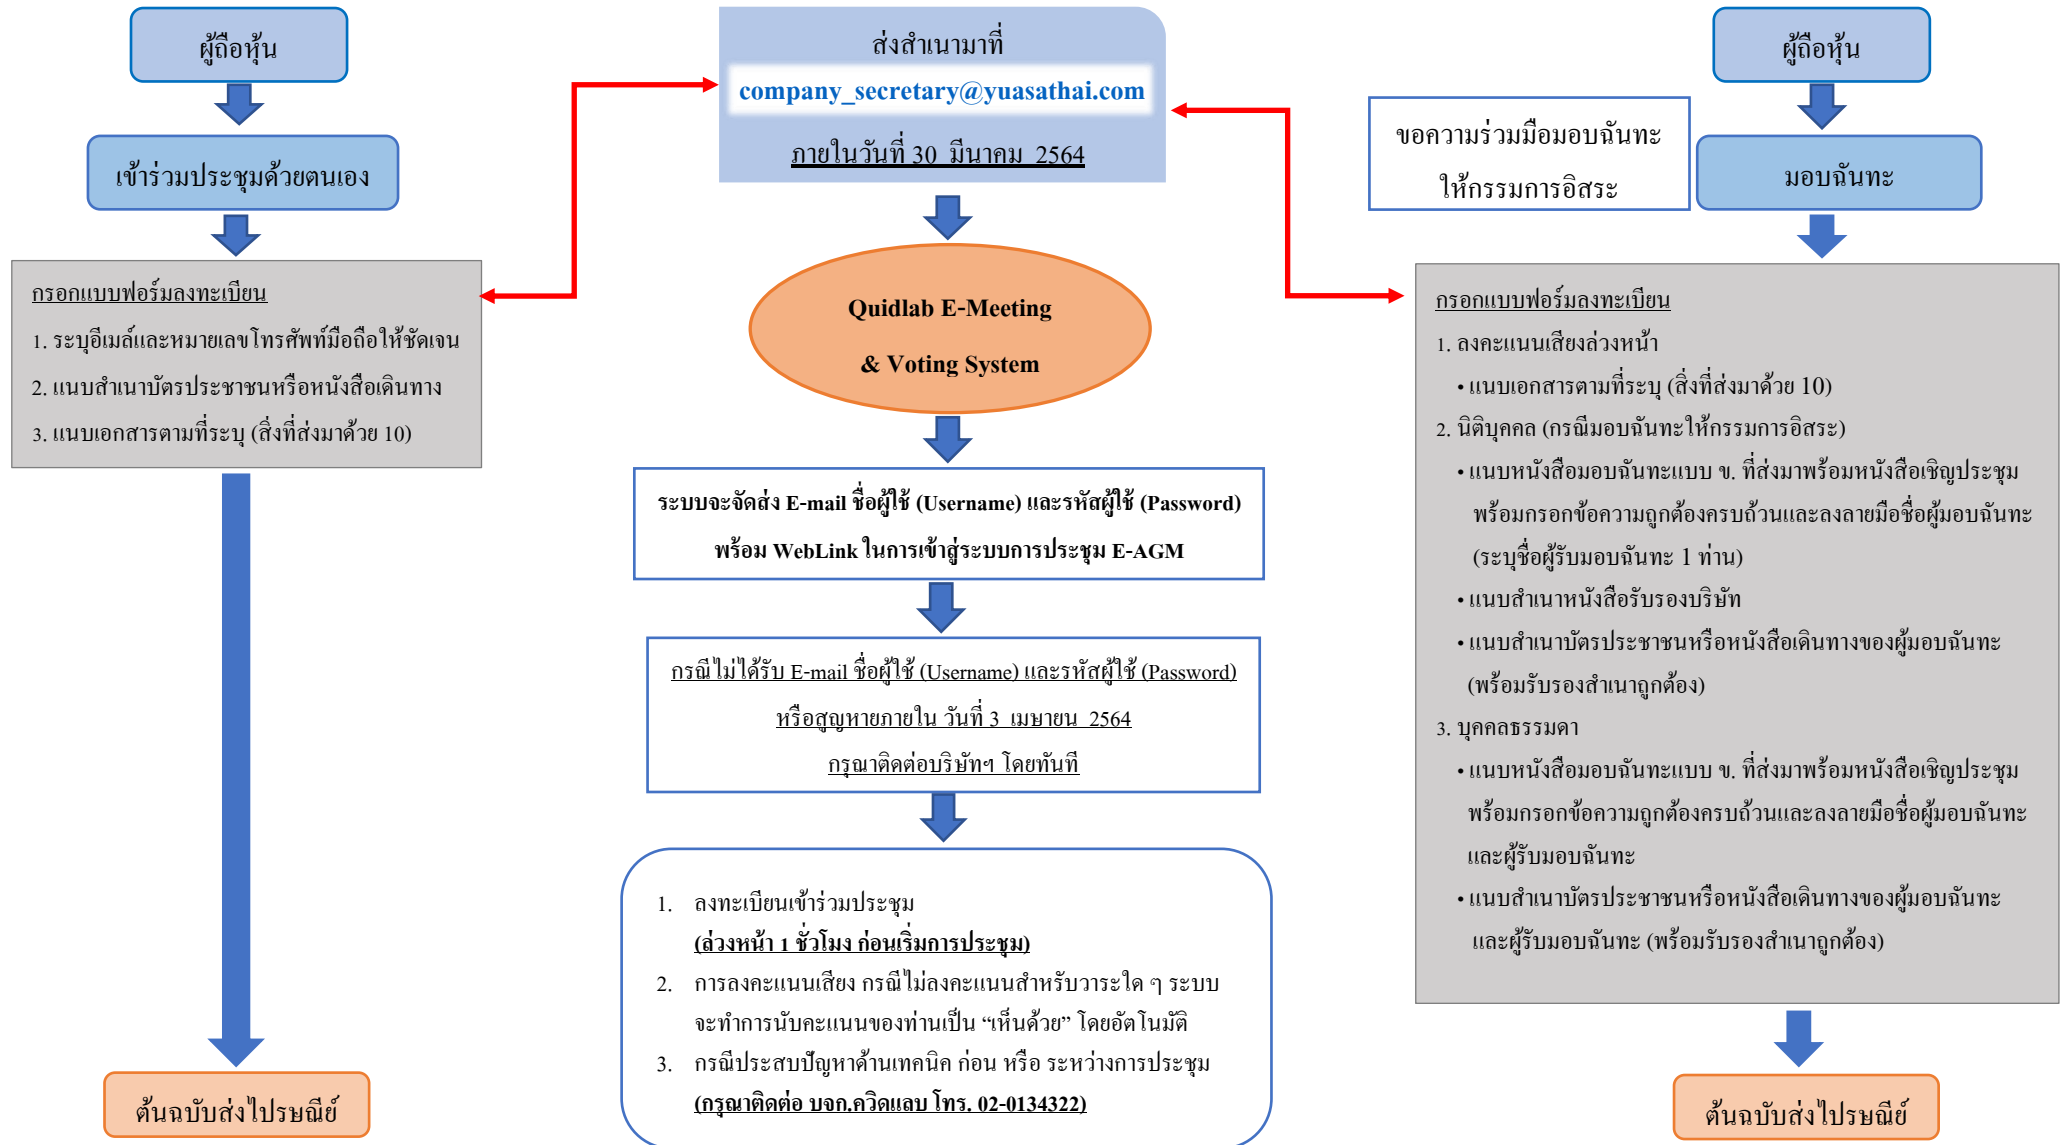 ผู้ถือหุ้น
เข้าร่วมประชุมด้วยตนเอง
กรอกแบบฟอร์มลงทะเบียน
1. ระบุอีเมล์และหมายเลขโทรศัพท์มือถือให้ชัดเจน
2. แนบสำเนาบัตรประชาชนหรือหนังสือเดินทาง
3. แนบเอกสารตามที่ระบุ (สิ่งที่ส่งมาด้วย 10)
ต้นฉบับส่งไปรษณีย์
ส่งสำเนามาที่
company_secretary@yuasathai.com
ภายในวันที่ 30 มีนาคม 2564
Quidlab E-Meeting
& Voting System
ระบบจะจัดส่ง E-mail ชื่อผู้ใช้ (Username) และรหัสผู้ใช้ (Password)
พร้อม WebLink ในการเข้าสู่ระบบการประชุม E-AGM
กรณีไม่ได้รับ E-mail ชื่อผู้ใช้ (Username) และรหัสผู้ใช้ (Password)
หรือสูญหายภายใน วันที่ 3 เมษายน 2564
กรุณาติดต่อบริษัทฯ โดยทันที
1. ลงทะเบียนเข้าร่วมประชุม
(ล่วงหน้า 1 ชั่วโมง ก่อนเริ่มการประชุม)
2. การลงคะแนนเสียง กรณีไม่ลงคะแนนสำหรับวาระใด ๆ ระบบ
จะทำการนับคะแนนของท่านเป็น “เห็นด้วย” โดยอัตโนมัติ
3. กรณีประสบปัญหาด้านเทคนิค ก่อน หรือ ระหว่างการประชุม
(กรุณาติดต่อ บจก.ควิดแลบ โทร. 02-0134322)
ผู้ถือหุ้น
ขอความร่วมมือมอบฉันทะ
ให้กรรมการอิสระ
มอบฉันทะ
กรอกแบบฟอร์มลงทะเบียน
1. ลงคะแนนเสียงล่วงหน้า
• แนบเอกสารตามที่ระบุ (สิ่งที่ส่งมาด้วย 10)
2. นิติบุคคล (กรณีมอบฉันทะให้กรรมการอิสระ)
• แนบหนังสือมอบฉันทะแบบ ข. ที่ส่งมาพร้อมหนังสือเชิญประชุม
พร้อมกรอกข้อความถูกต้องครบถ้วนและลงลายมือชื่อผู้มอบฉันทะ
(ระบุชื่อผู้รับมอบฉันทะ 1 ท่าน)
• แนบสำเนาหนังสือรับรองบริษัท
• แนบสำเนาบัตรประชาชนหรือหนังสือเดินทางของผู้มอบฉันทะ
(พร้อมรับรองสำเนาถูกต้อง)
3. บุคคลธรรมดา
• แนบหนังสือมอบฉันทะแบบ ข. ที่ส่งมาพร้อมหนังสือเชิญประชุม
พร้อมกรอกข้อความถูกต้องครบถ้วนและลงลายมือชื่อผู้มอบฉันทะ
และผู้รับมอบฉันทะ
• แนบสำเนาบัตรประชาชนหรือหนังสือเดินทางของผู้มอบฉันทะ
และผู้รับมอบฉันทะ (พร้อมรับรองสำเนาถูกต้อง)
ต้นฉบับส่งไปรษณีย์